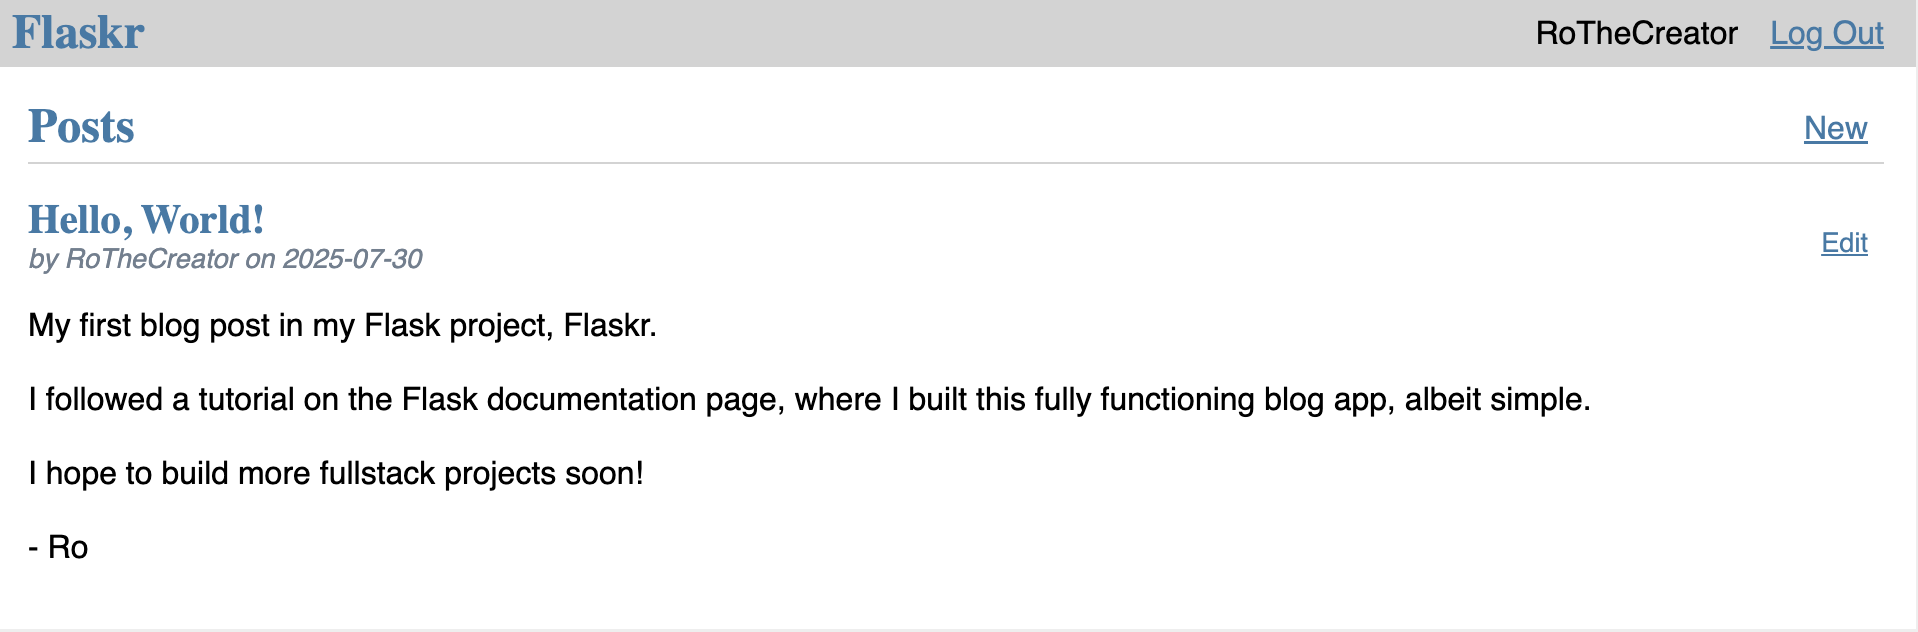 Flaskr
RoTheCreator Log Out
Posts
New
Hello, World!
by RoTheCreator on 2025-07-30
Edit
My first blog post in my Flask project, Flaskr.
I followed a tutorial on the Flask documentation page, where I built this fully functioning blog app, albeit simple.
I hope to build more fullstack projects soon!
- Ro